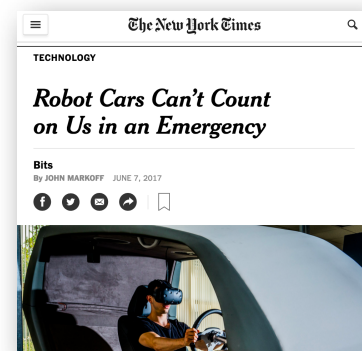 The New York Times
TECHNOLOGY
Robot Cars Can't Count
on Us in an Emergency
Bits
By JOHN MARKOFF JUNE 7, 2017